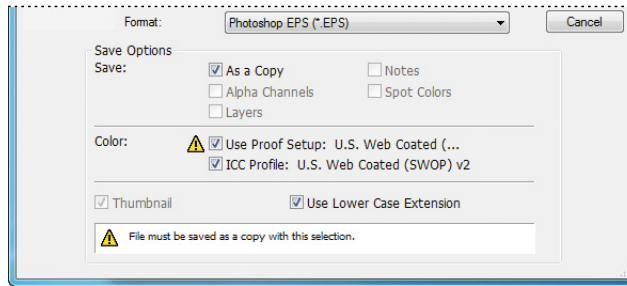 Format: Photoshop EPS (*.EPS) Cancel
Save Options
Save: As a Copy Notes
Alpha Channels Spot Colors
Layers
Color: Use Proof Setup: U.S. Web Coated (...
ICC Profile: U.S. Web Coated (SWOP) v2
Thumbnail Use Lower Case Extension
File must be saved as a copy with this selection.